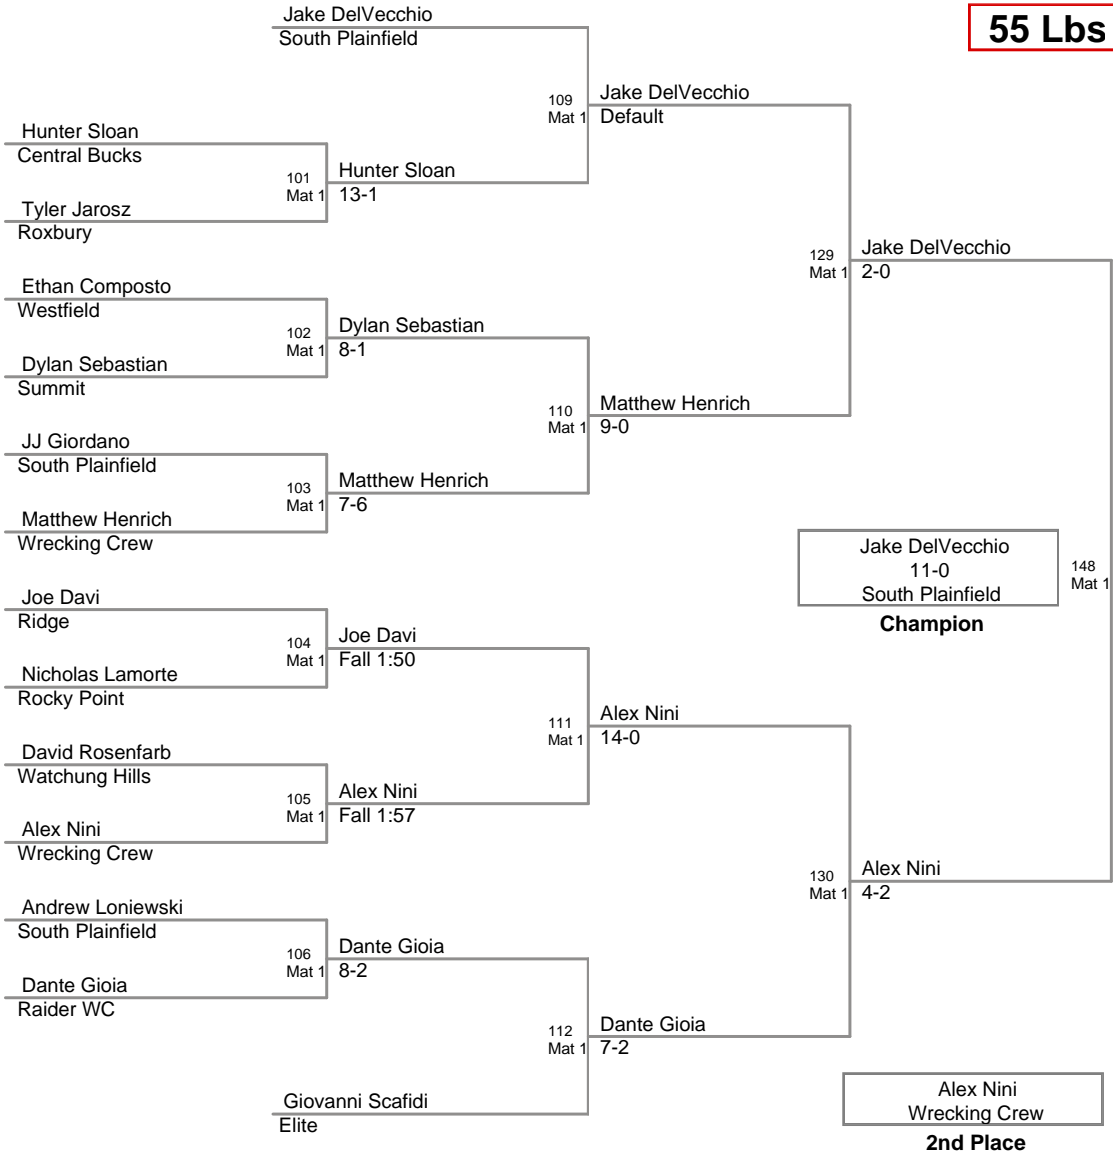 Jake DelVecchio
South Plainfield
55 Lbs
109
Mat 1
Jake DelVecchio
Default
Hunter Sloan
Central Bucks
101
Mat 1
Hunter Sloan
13-1
Tyler Jarosz
Roxbury
129
Mat 1
Jake DelVecchio
2-0
Ethan Composto
Westfield
102
Mat 1
Dylan Sebastian
8-1
Dylan Sebastian
Summit
110
Mat 1
Matthew Henrich
9-0
JJ Giordano
South Plainfield
103
Mat 1
Matthew Henrich
7-6
Matthew Henrich
Wrecking Crew
Jake DelVecchio
11-0
South Plainfield
Champion
148
Mat 1
Joe Davi
Ridge
104
Mat 1
Joe Davi
Fall 1:50
Nicholas Lamorte
Rocky Point
111
Mat 1
Alex Nini
14-0
David Rosenfarb
Watchung Hills
105
Mat 1
Alex Nini
Fall 1:57
Alex Nini
Wrecking Crew
130
Mat 1
Alex Nini
4-2
Andrew Loniewski
South Plainfield
106
Mat 1
Dante Gioia
8-2
Dante Gioia
Raider WC
112
Mat 1
Dante Gioia
7-2
Giovanni Scafidi
Elite
Alex Nini
Wrecking Crew
2nd Place